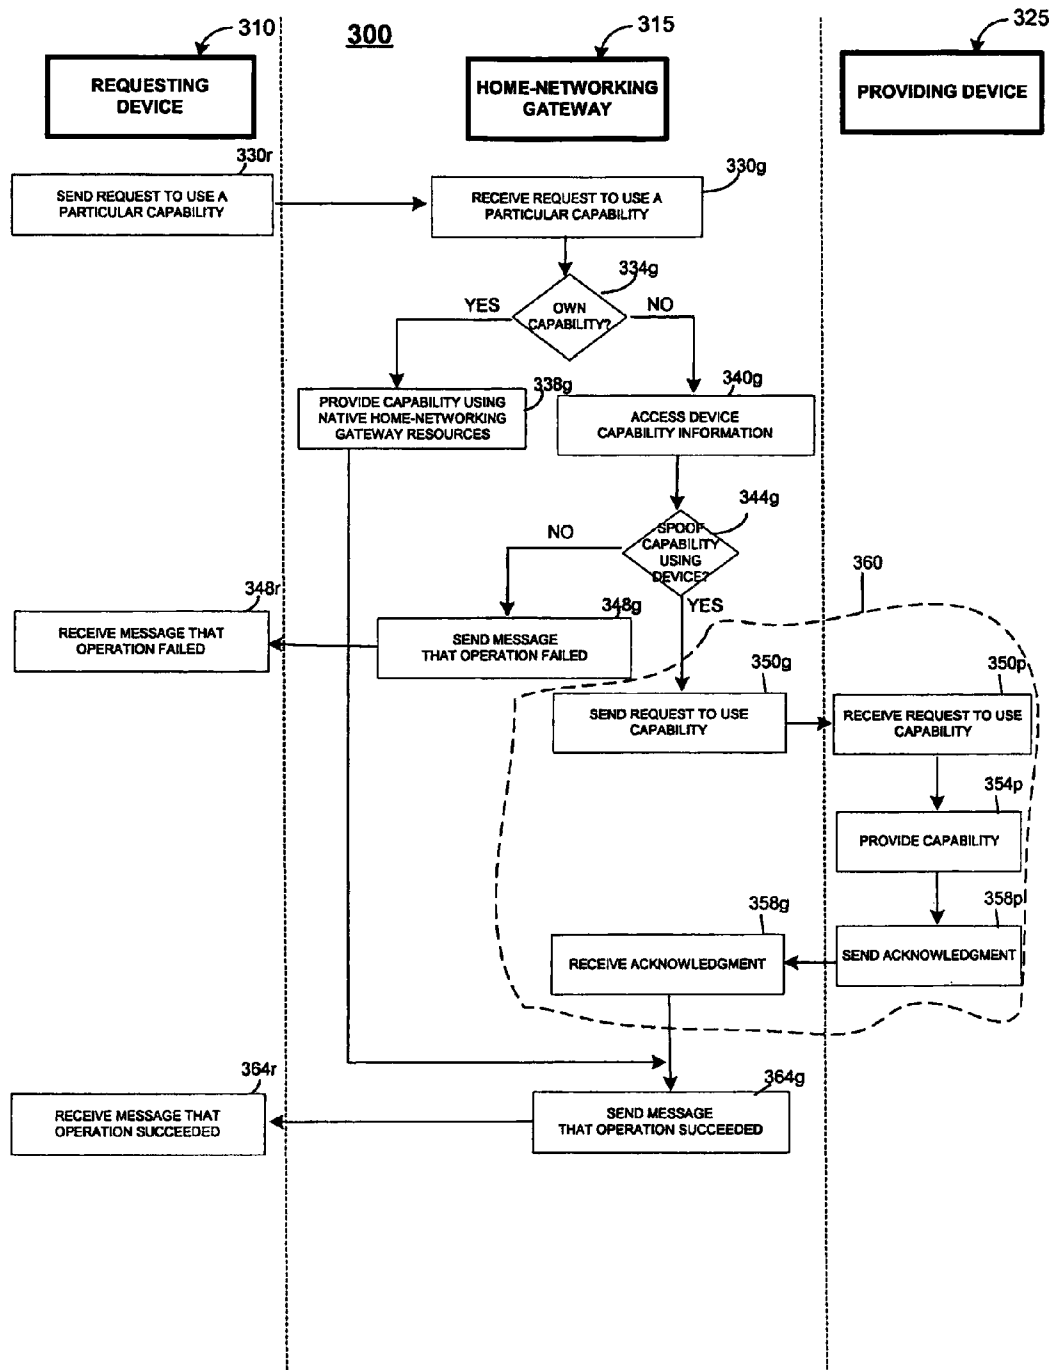 310
300
315
325
REQUESTING
DEVICE
HOME-NETWORKING
GATEWAY
PROVIDING DEVICE
330r
SEND REQUEST TO USE A
PARTICULAR CAPABILITY
330g
RECEIVE REQUEST TO USE A
PARTICULAR CAPABILITY
334g
YES
OWN
CAPABILITY?
NO
338g
PROVIDE CAPABILITY USING
NATIVE HOME-NETWORKING
GATEWAY RESOURCES
340g
ACCESS DEVICE
CAPABILITY INFORMATION
344g
NO
SPOOF
CAPABILITY
USING
DEVICE?
YES
360
348r
RECEIVE MESSAGE THAT
OPERATION FAILED
348g
SEND MESSAGE
THAT OPERATION FAILED
350g
SEND REQUEST TO USE
CAPABILITY
350p
RECEIVE REQUEST TO USE
CAPABILITY
354p
PROVIDE CAPABILITY
358g
RECEIVE ACKNOWLEDGMENT
358p
SEND ACKNOWLEDGMENT
364r
RECEIVE MESSAGE THAT
OPERATION SUCCEEDED
364g
SEND MESSAGE
THAT OPERATION SUCCEEDED